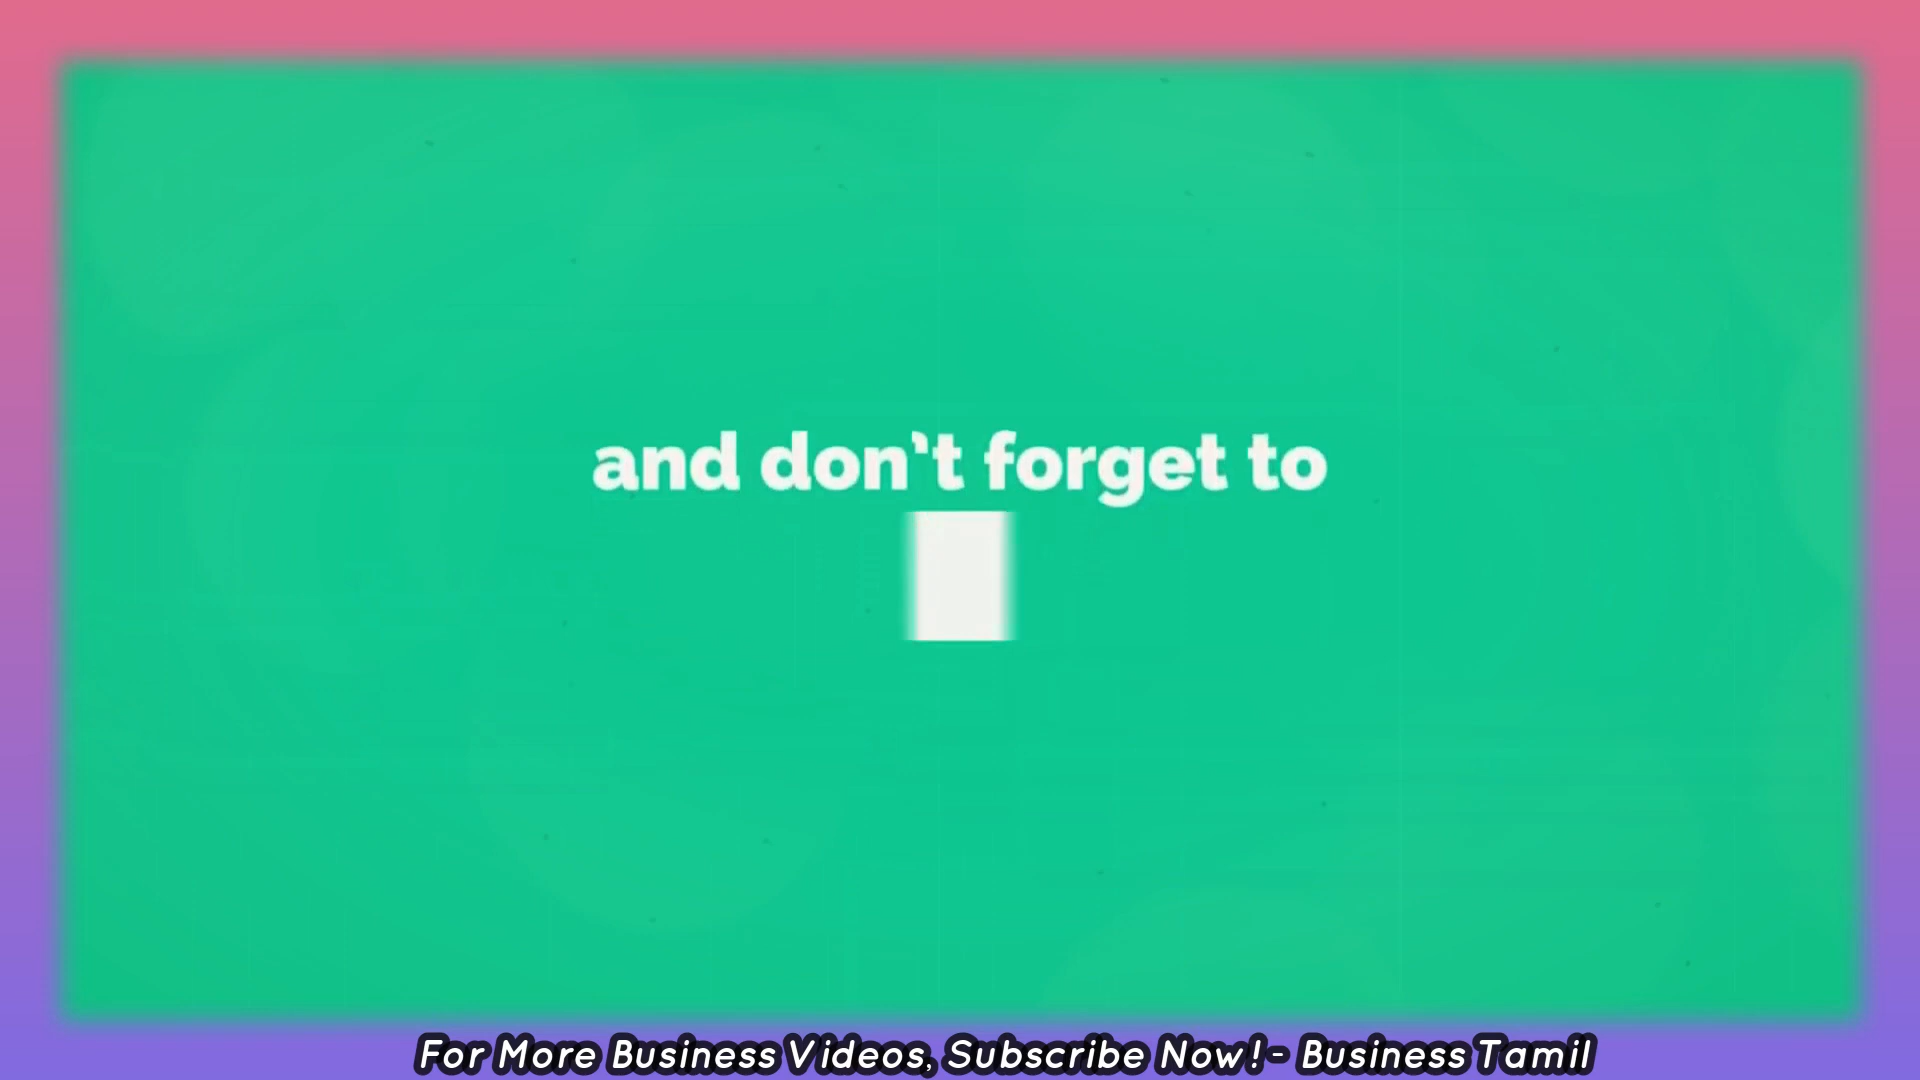 and don't forget to
For More Business Videos, Subscribe Now! - Business Tamil